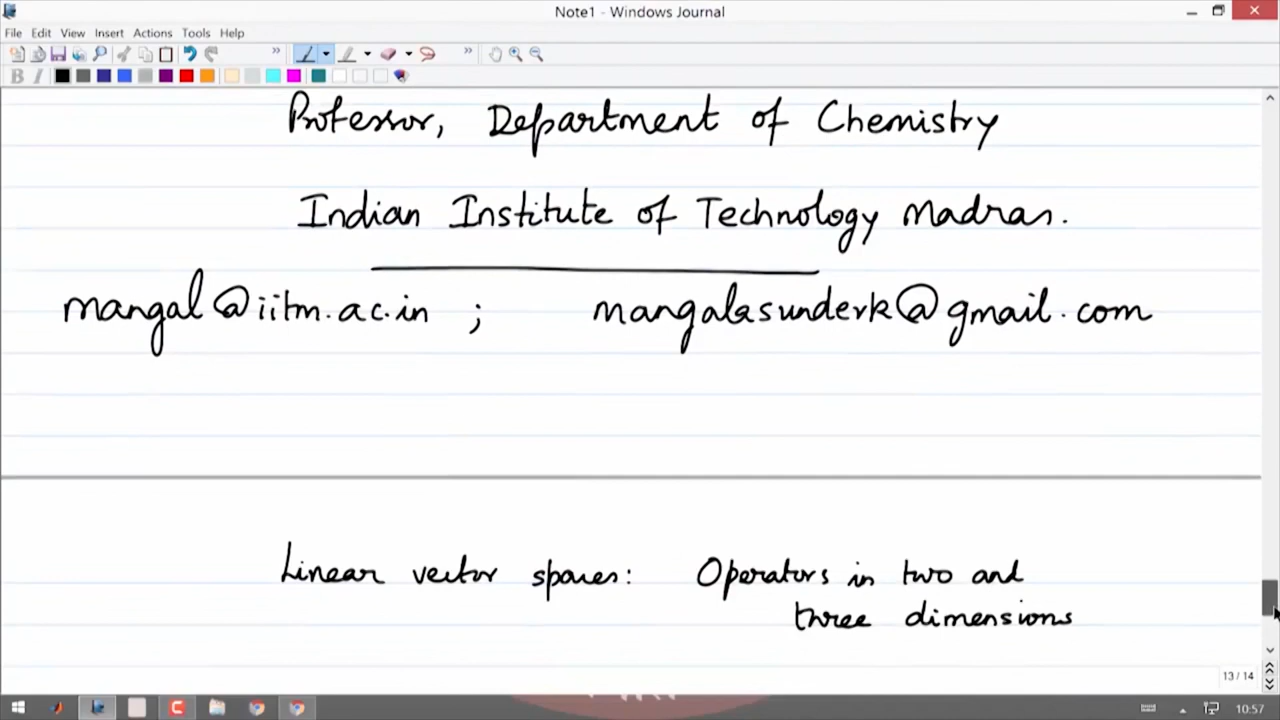 Note1 - Windows Journal
File Edit View Insert Actions Tools Help
B I
Professor, Department of Chemistry
Indian Institute of Technology Madras.
mangal@iitm.ac.in ; mangalasunderk@gmail.com
Linear vector spaces: Operators in two and
three dimensions
13 / 14
10:57